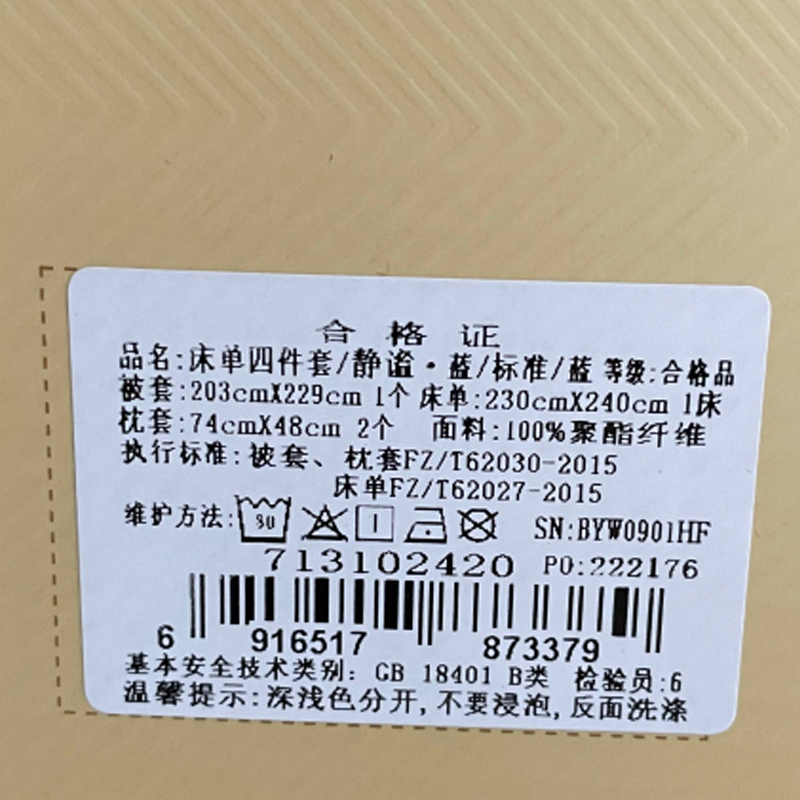 合格证
品名:床单四件套/静谧·蓝/标准/蓝 等级:合格品
被套:203cmX229cm 1个 床单:230cmX240cm 1床
枕套:74cmX48cm 2个 面料:100%聚酯纤维
执行标准:被套、枕套FZ/T62030-2015
床单FZ/T62027-2015
维护方法: 30 SN:BYW0901HF
713102420 PO:222176
6 916517 873379
基本安全技术类别: GB 18401 B类 检验员:6
温馨提示:深浅色分开,不要浸泡,反面洗涤